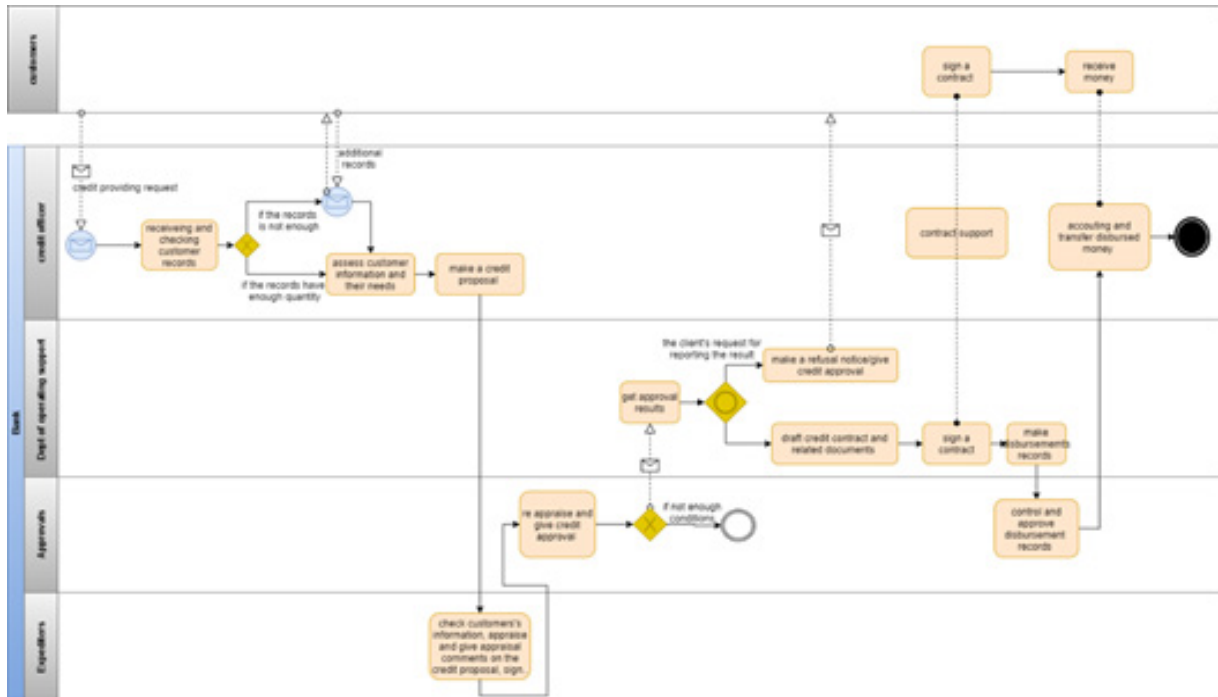 customers
sign a
contract
receive
money
Bank
credit officer
credit providing request
additional
records
receiveing and
checking
customer
records
if the records
is not enough
if the records have
enough quantity
assess customer
information and
their needs
make a credit
proposal
contract support
accouting and
transfer disbursed
money
Dept of operating support
the client's request for
reporting the result
make a refusal notice/give
credit approval
get approval
results
draft credit contract and
related documents
sign a
contract
make
disbursements
records
Approvals
re appraise and
give credit
approval
if not enough
conditions
control and
approve
disbursement
records
Expeditors
check customers's
information, appraise
and give appraisal
comments on the
credit proposal, sign...